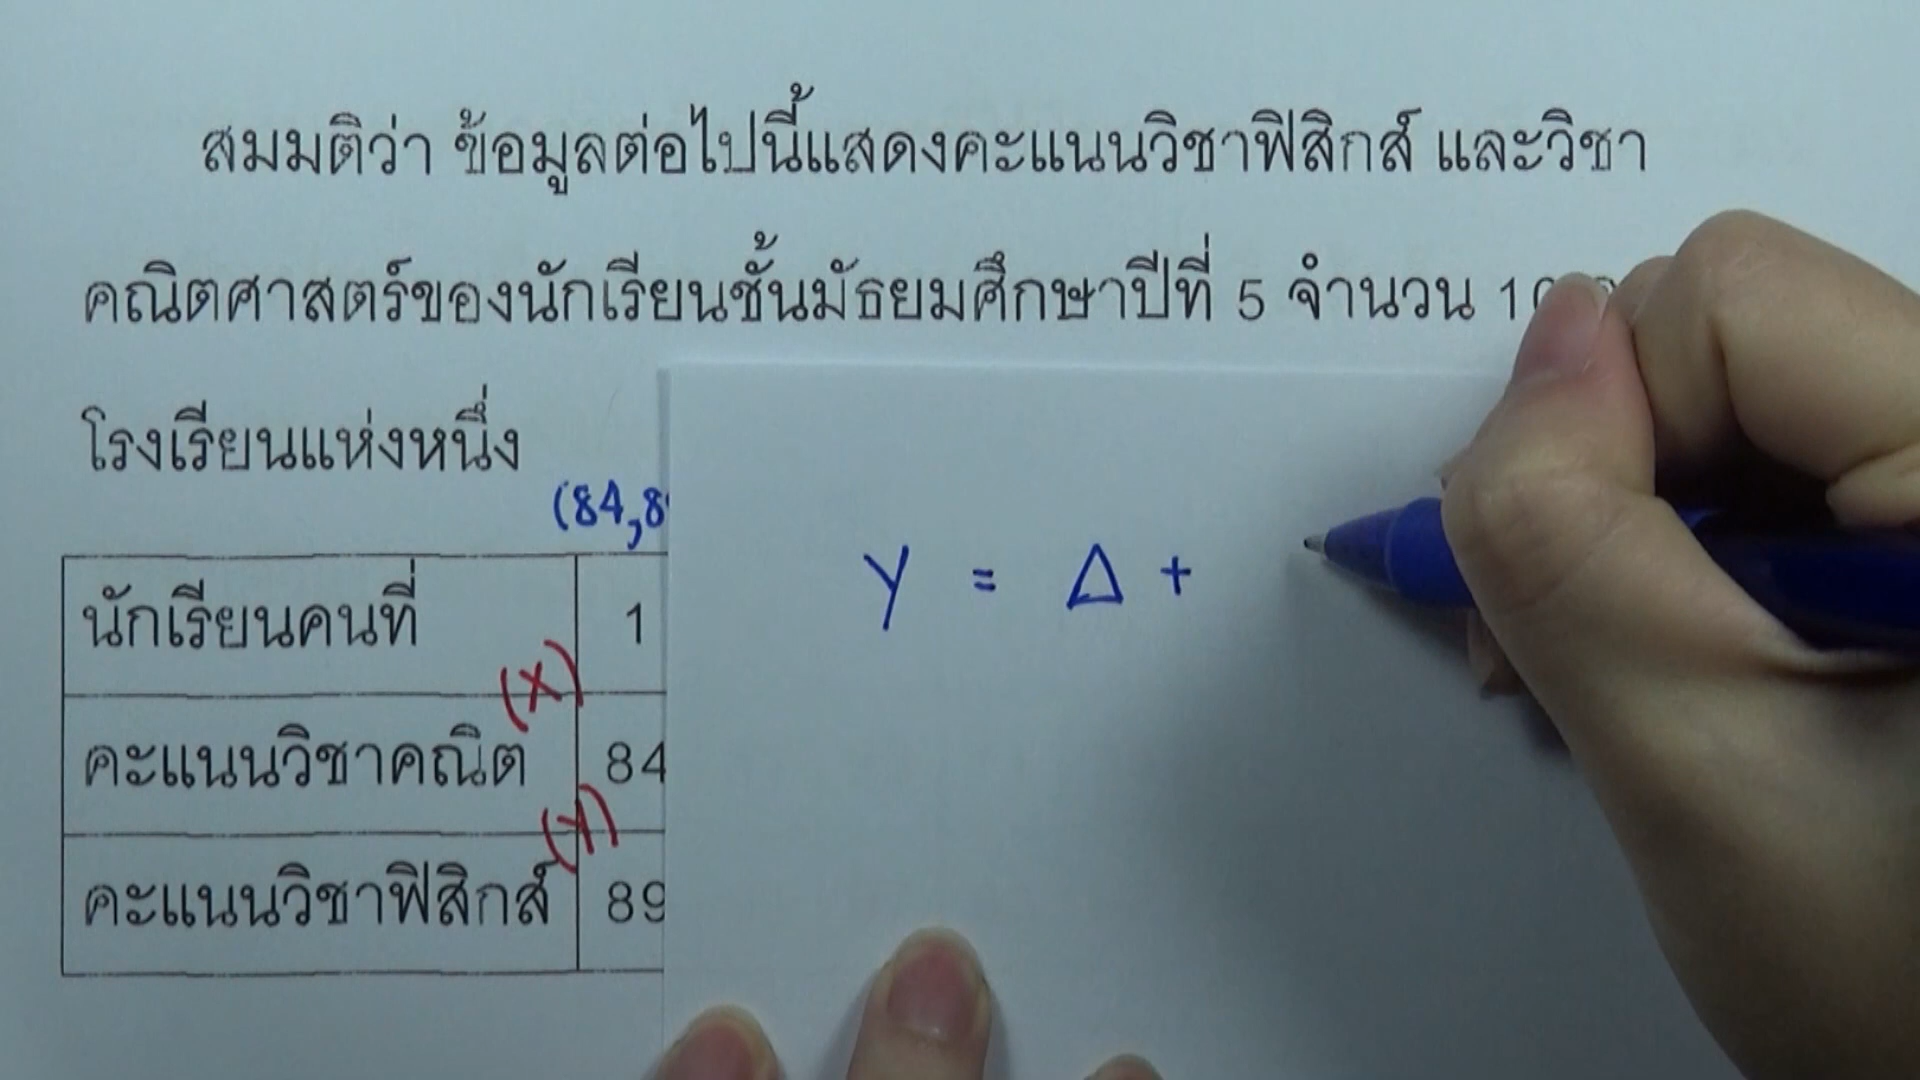 สมมติว่า ข้อมูลต่อไปนี้แสดงคะแนนวิชาฟิสิกส์ และวิชา
คณิตศาสตร์ของนักเรียนชั้นมัธยมศึกษาปีที่ 5 จำนวน
โรงเรียนแห่งหนึ่ง
(84,8
y = Δ +
นักเรียนคนที่ 1
(x)
คะแนนวิชาคณิต 84
(y)
คะแนนวิชาฟิสิกส์ 89